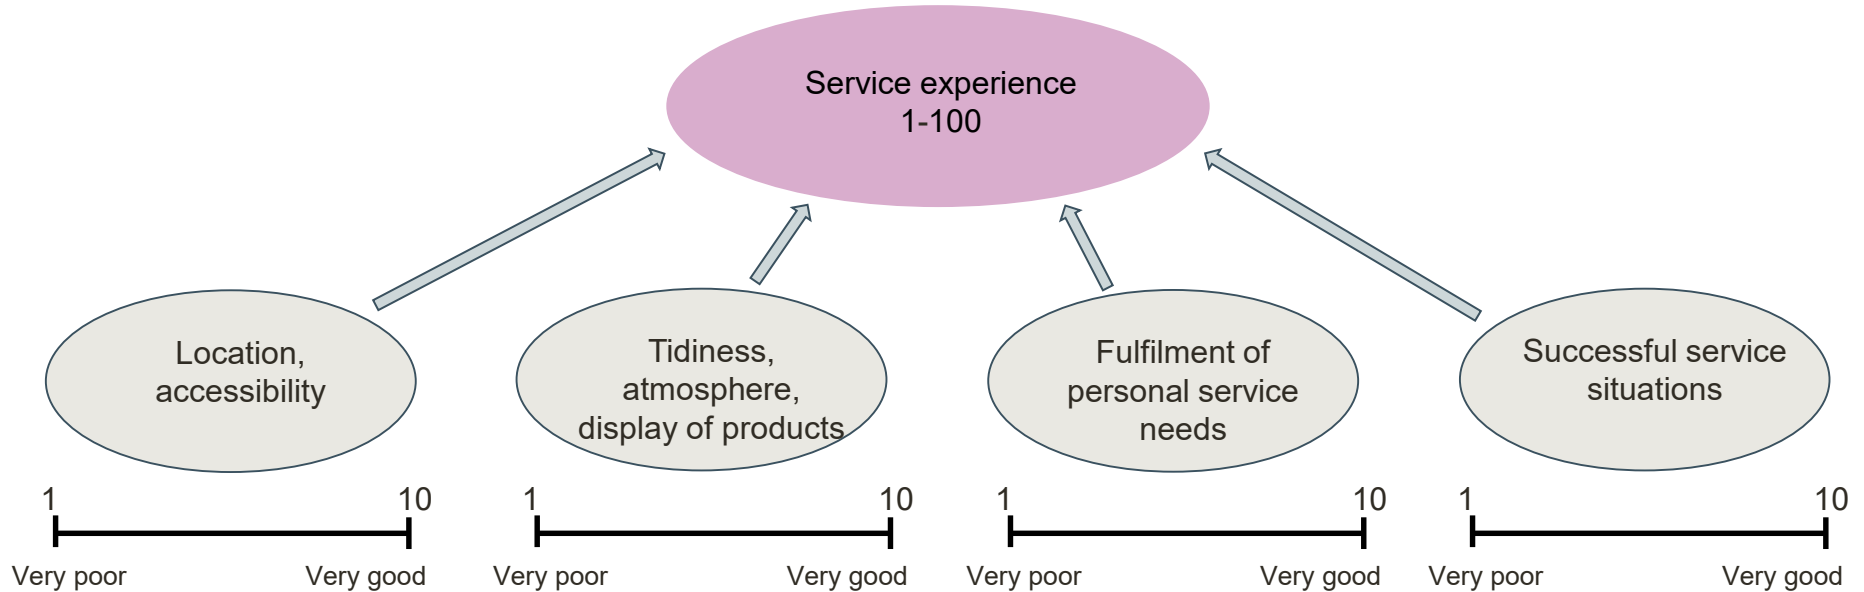 Service experience
1-100
Location,
accessibility
Tidiness,
atmosphere,
display of products
Fulfilment of
personal service
needs
Successful service
situations
1 10
Very poor Very good
1 10
Very poor Very good
1 10
Very poor Very good
1 10
Very poor Very good